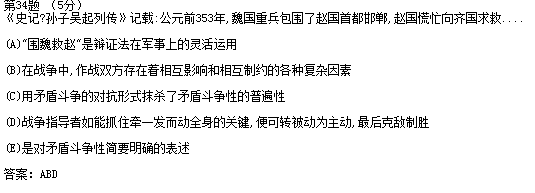 第34题 (5分)
《史记?孙子吴起列传》记载:公元前353年,魏国重兵包围了赵国首都邯郸,赵国慌忙向齐国求救....
(A)"围魏救赵"是辩证法在军事上的灵活运用
(B)在战争中,作战双方存在着相互影响和相互制约的各种复杂因素
(C)用矛盾斗争的对抗形式抹杀了矛盾斗争性的普遍性
(D)战争指导者如能抓住牵一发而动全身的关键,便可转被动为主动,最后克敌制胜
(E)是对矛盾斗争性简要明确的表述
答案: ABD